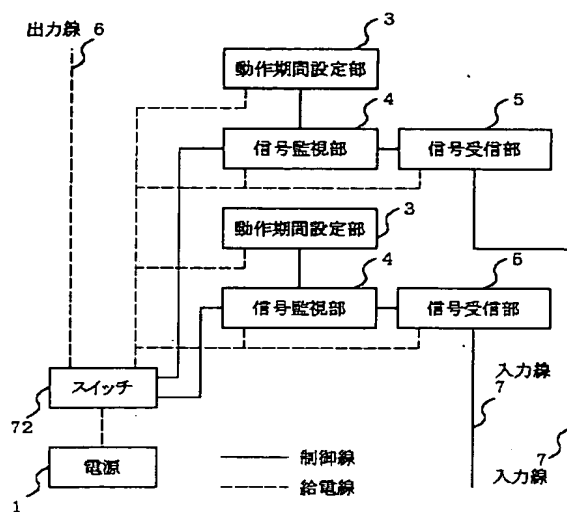 出力線 6
3
動作期間設定部
4
5
信号監視部
信号受信部
3
動作期間設定部
4
5
信号監視部
信号受信部
スイッチ
72
入力線
7
電源
1
制御線
給電線
7
入力線